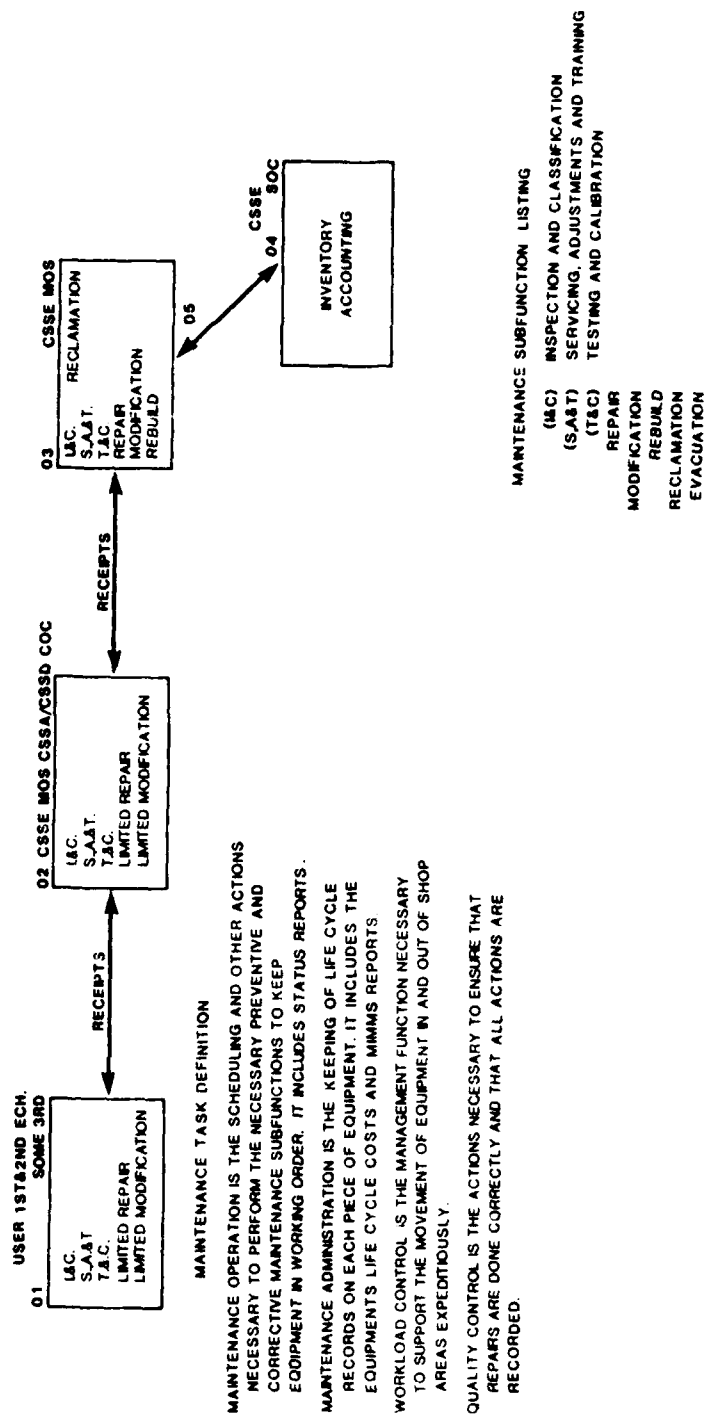 USER 1ST&2ND ECH.
01 SOME 3RD
I&C.
S.,A.&T
T.&C.
LIMITED REPAIR
LIMITED MODIFICATION
RECEIPTS
02 CSSE MOS CSSA/CSSD COC
I.&C.
S.,A.&T.
T.&C.
LIMITED REPAIR
LIMITED MODIFICATION
RECEIPTS
03 CSSE MOS
I.&C. RECLAMATION
S.,A.&T.
T.&C
REPAIR
MODIFICATION
REBUILD
05
CSSE
04 SOC
INVENTORY
ACCOUNTING
MAINTENANCE TASK DEFINITION
MAINTENANCE OPERATION IS THE SCHEDULING AND OTHER ACTIONS
NECESSARY TO PERFORM THE NECESSARY PREVENTIVE AND
CORRECTIVE MAINTENANCE SUBFUNCTIONS TO KEEP
EQUIPMENT IN WORKING ORDER. IT INCLUDES STATUS REPORTS.
MAINTENANCE ADMINISTRATION IS THE KEEPING OF LIFE CYCLE
RECORDS ON EACH PIECE OF EQUIPMENT. IT INCLUDES THE
EQUIPMENTS LIFE CYCLE COSTS AND MIMMS REPORTS
WORKLOAD CONTROL IS THE MANAGEMENT FUNCTION NECESSARY
TO SUPPORT THE MOVEMENT OF EQUIPMENT IN AND OUT OF SHOP
AREAS EXPEDITIOUSLY.
QUALITY CONTROL IS THE ACTIONS NECESSARY TO ENSURE THAT
REPAIRS ARE DONE CORRECTLY AND THAT ALL ACTIONS ARE
RECORDED.
MAINTENANCE SUBFUNCTION LISTING
(I&C) INSPECTION AND CLASSIFICATION
(S,A&T) SERVICING, ADJUSTMENTS AND TRAINING
(T&C) TESTING AND CALIBRATION
REPAIR
MODIFICATION
REBUILD
RECLAMATION
EVACUATION